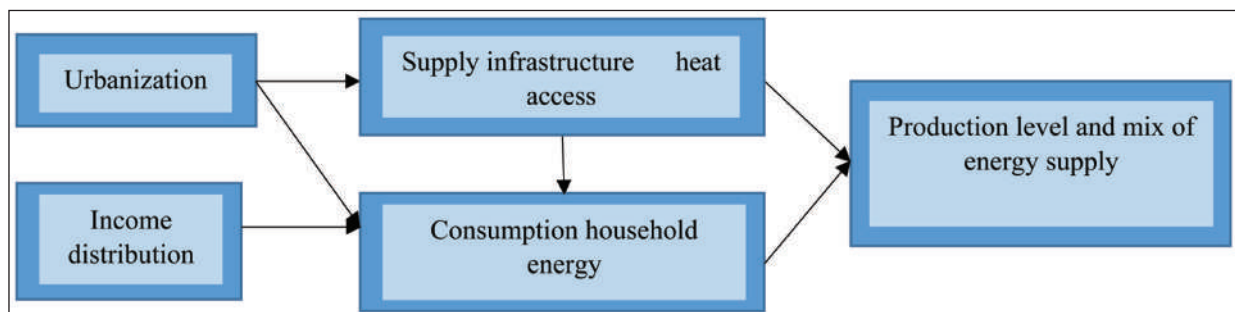 Urbanization
Supply infrastructure heat
access
Production level and mix of
energy supply
Income
distribution
Consumption household
energy